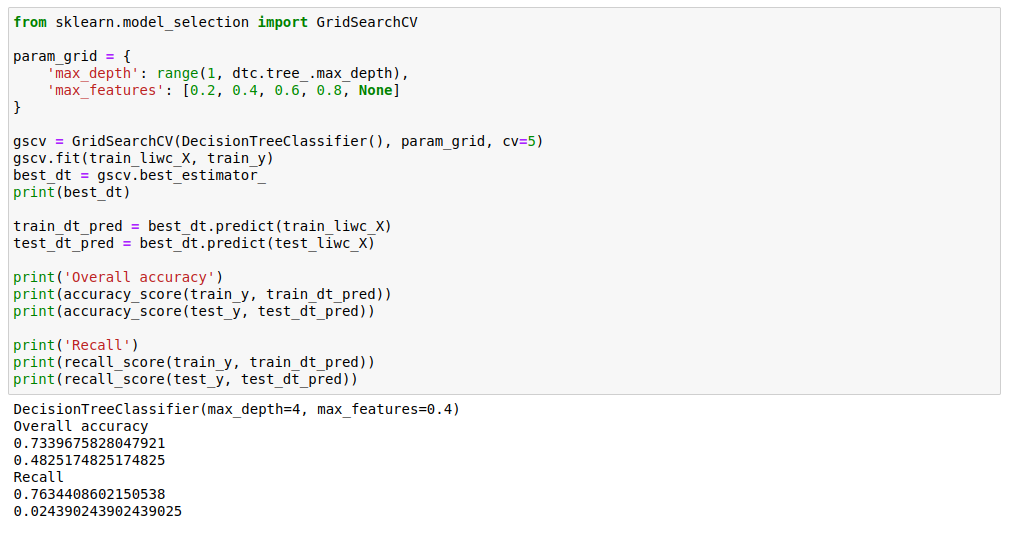 from sklearn.model_selection import GridSearchCV
param_grid = {
'max_depth': range(1, dtc.tree_.max_depth),
'max_features': [0.2, 0.4, 0.6, 0.8, None]
}
gscv = GridSearchCV(DecisionTreeClassifier(), param_grid, cv=5)
gscv.fit(train_liwc_X, train_y)
best_dt = gscv.best_estimator_
print(best_dt)
train_dt_pred = best_dt.predict(train_liwc_X)
test_dt_pred = best_dt.predict(test_liwc_X)
print('Overall accuracy')
print(accuracy_score(train_y, train_dt_pred))
print(accuracy_score(test_y, test_dt_pred))
print('Recall')
print(recall_score(train_y, train_dt_pred))
print(recall_score(test_y, test_dt_pred))
DecisionTreeClassifier(max_depth=4, max_features=0.4)
Overall accuracy
0.7339675828047921
0.4825174825174825
Recall
0.7634408602150538
0.024390243902439025